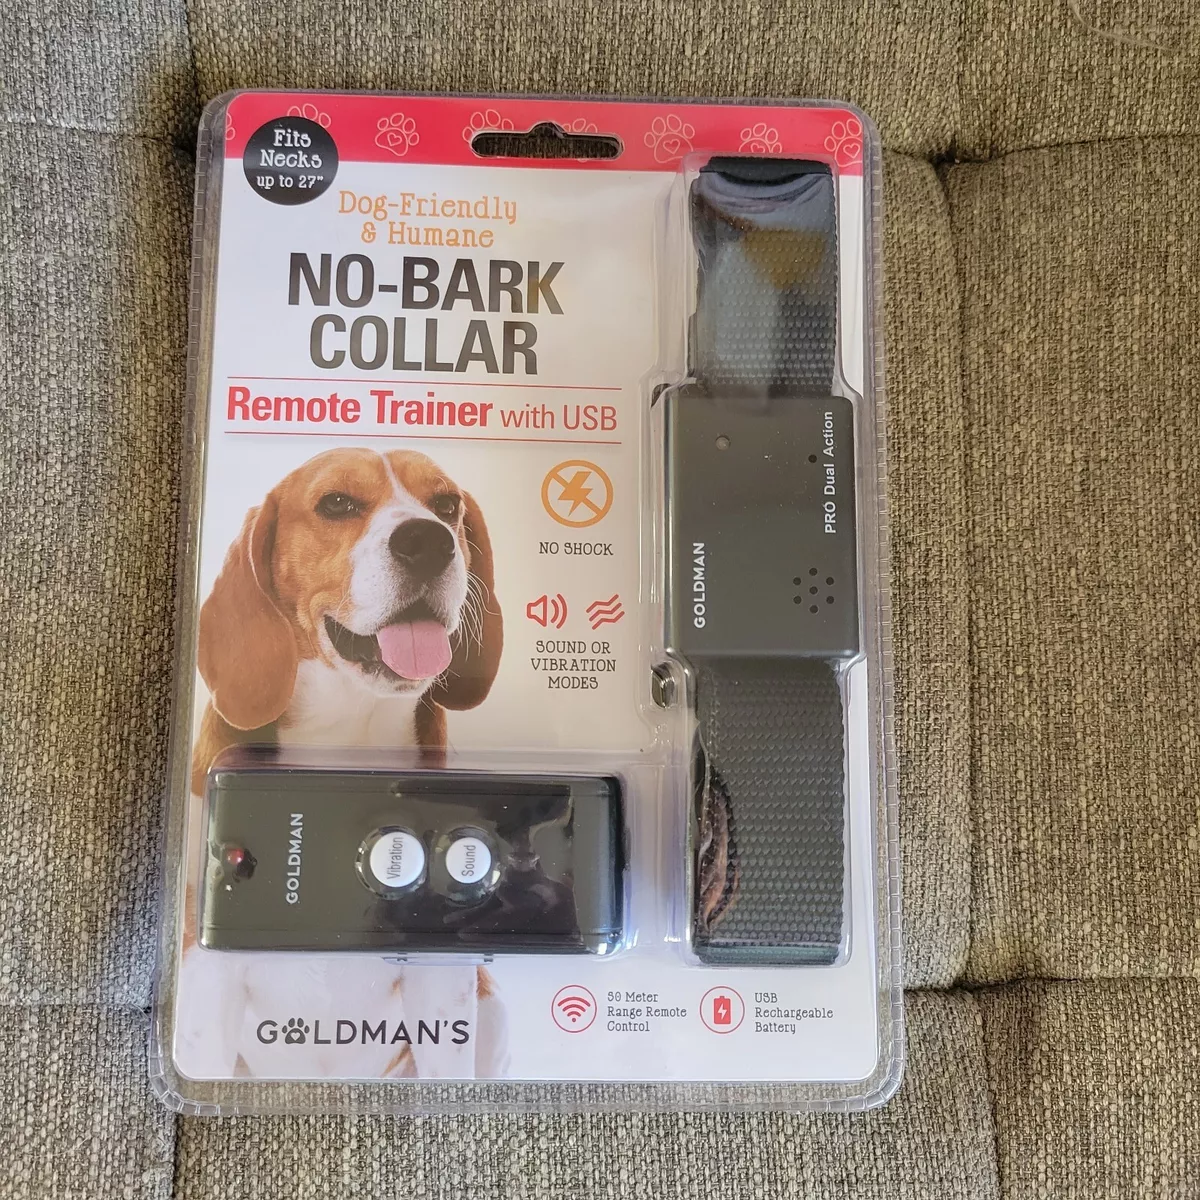 Fits
Necks
up to 27"
Dog-Friendly
& Humane
NO-BARK
COLLAR
Remote Trainer with USB
NO SHOCK
SOUND OR
VIBRATION
MODES
PRO Dual Action
GOLDMAN
GOLDMAN
Vibration
Sound
GOLDMAN'S
50 Meter
Range Remote
Control
USB
Rechargeable
Battery